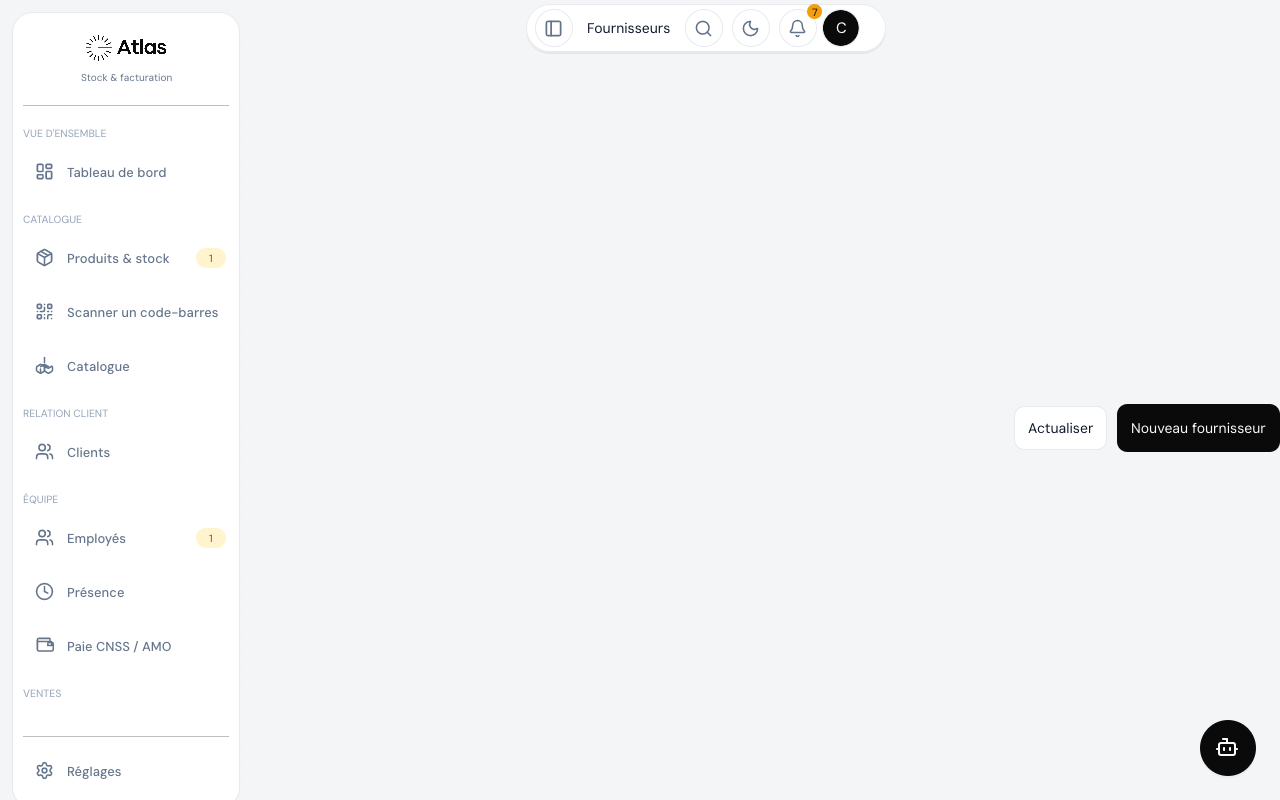 Atlas
Stock & facturation
VUE D'ENSEMBLE
Tableau de bord
CATALOGUE
Produits & stock 1
Scanner un code-barres
Catalogue
RELATION CLIENT
Clients
ÉQUIPE
Employés 1
Présence
Paie CNSS / AMO
VENTES
Réglages
Fournisseurs 7 C
Actualiser Nouveau fournisseur